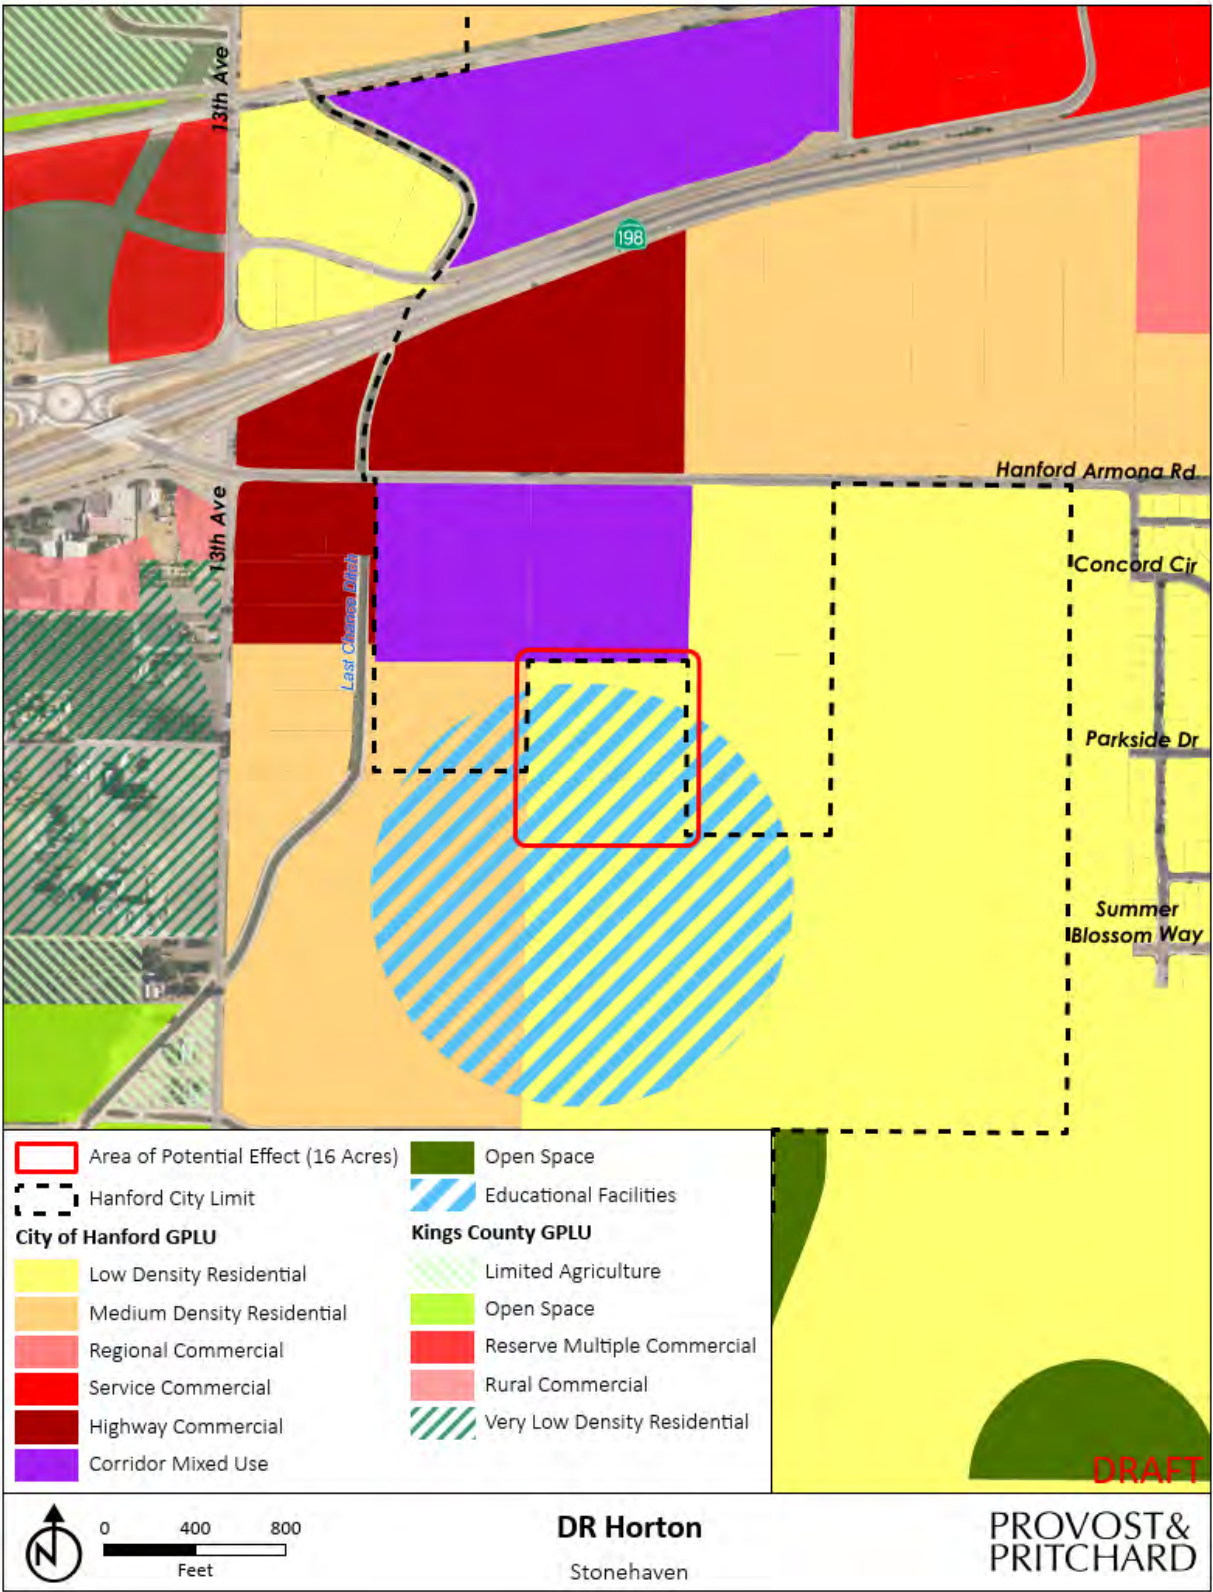 13th Ave
198
Hanford Armona Rd
13th Ave
Concord Cir
Last Chance Ditch
Parkside Dr
Summer
Blossom Way
Area of Potential Effect (16 Acres)
Hanford City Limit
City of Hanford GPLU
Low Density Residential
Medium Density Residential
Regional Commercial
Service Commercial
Highway Commercial
Corridor Mixed Use
Open Space
Educational Facilities
Kings County GPLU
Limited Agriculture
Open Space
Reserve Multiple Commercial
Rural Commercial
Very Low Density Residential
DRAFT
N
0 400 800
Feet
DR Horton
Stonehaven
PROVOST&
PRITCHARD